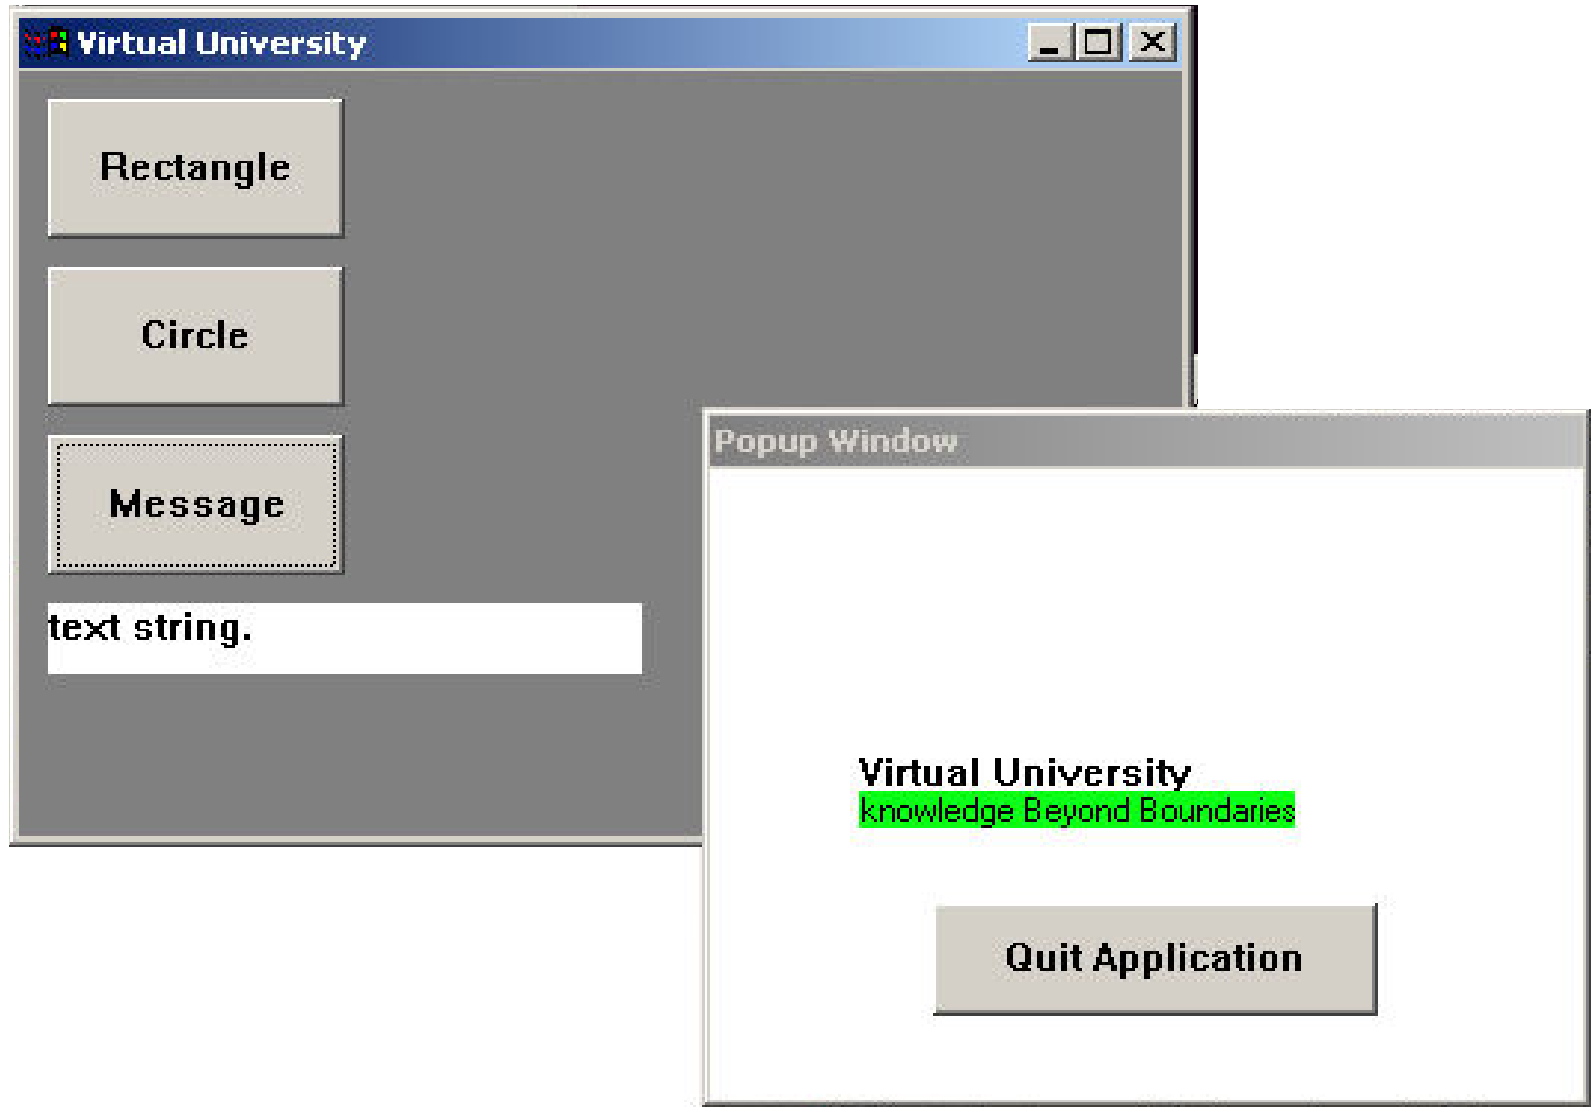 Virtual University
Rectangle
Circle
Message
text string.
Popup Window
Virtual University
knowledge Beyond Boundaries
Quit Application